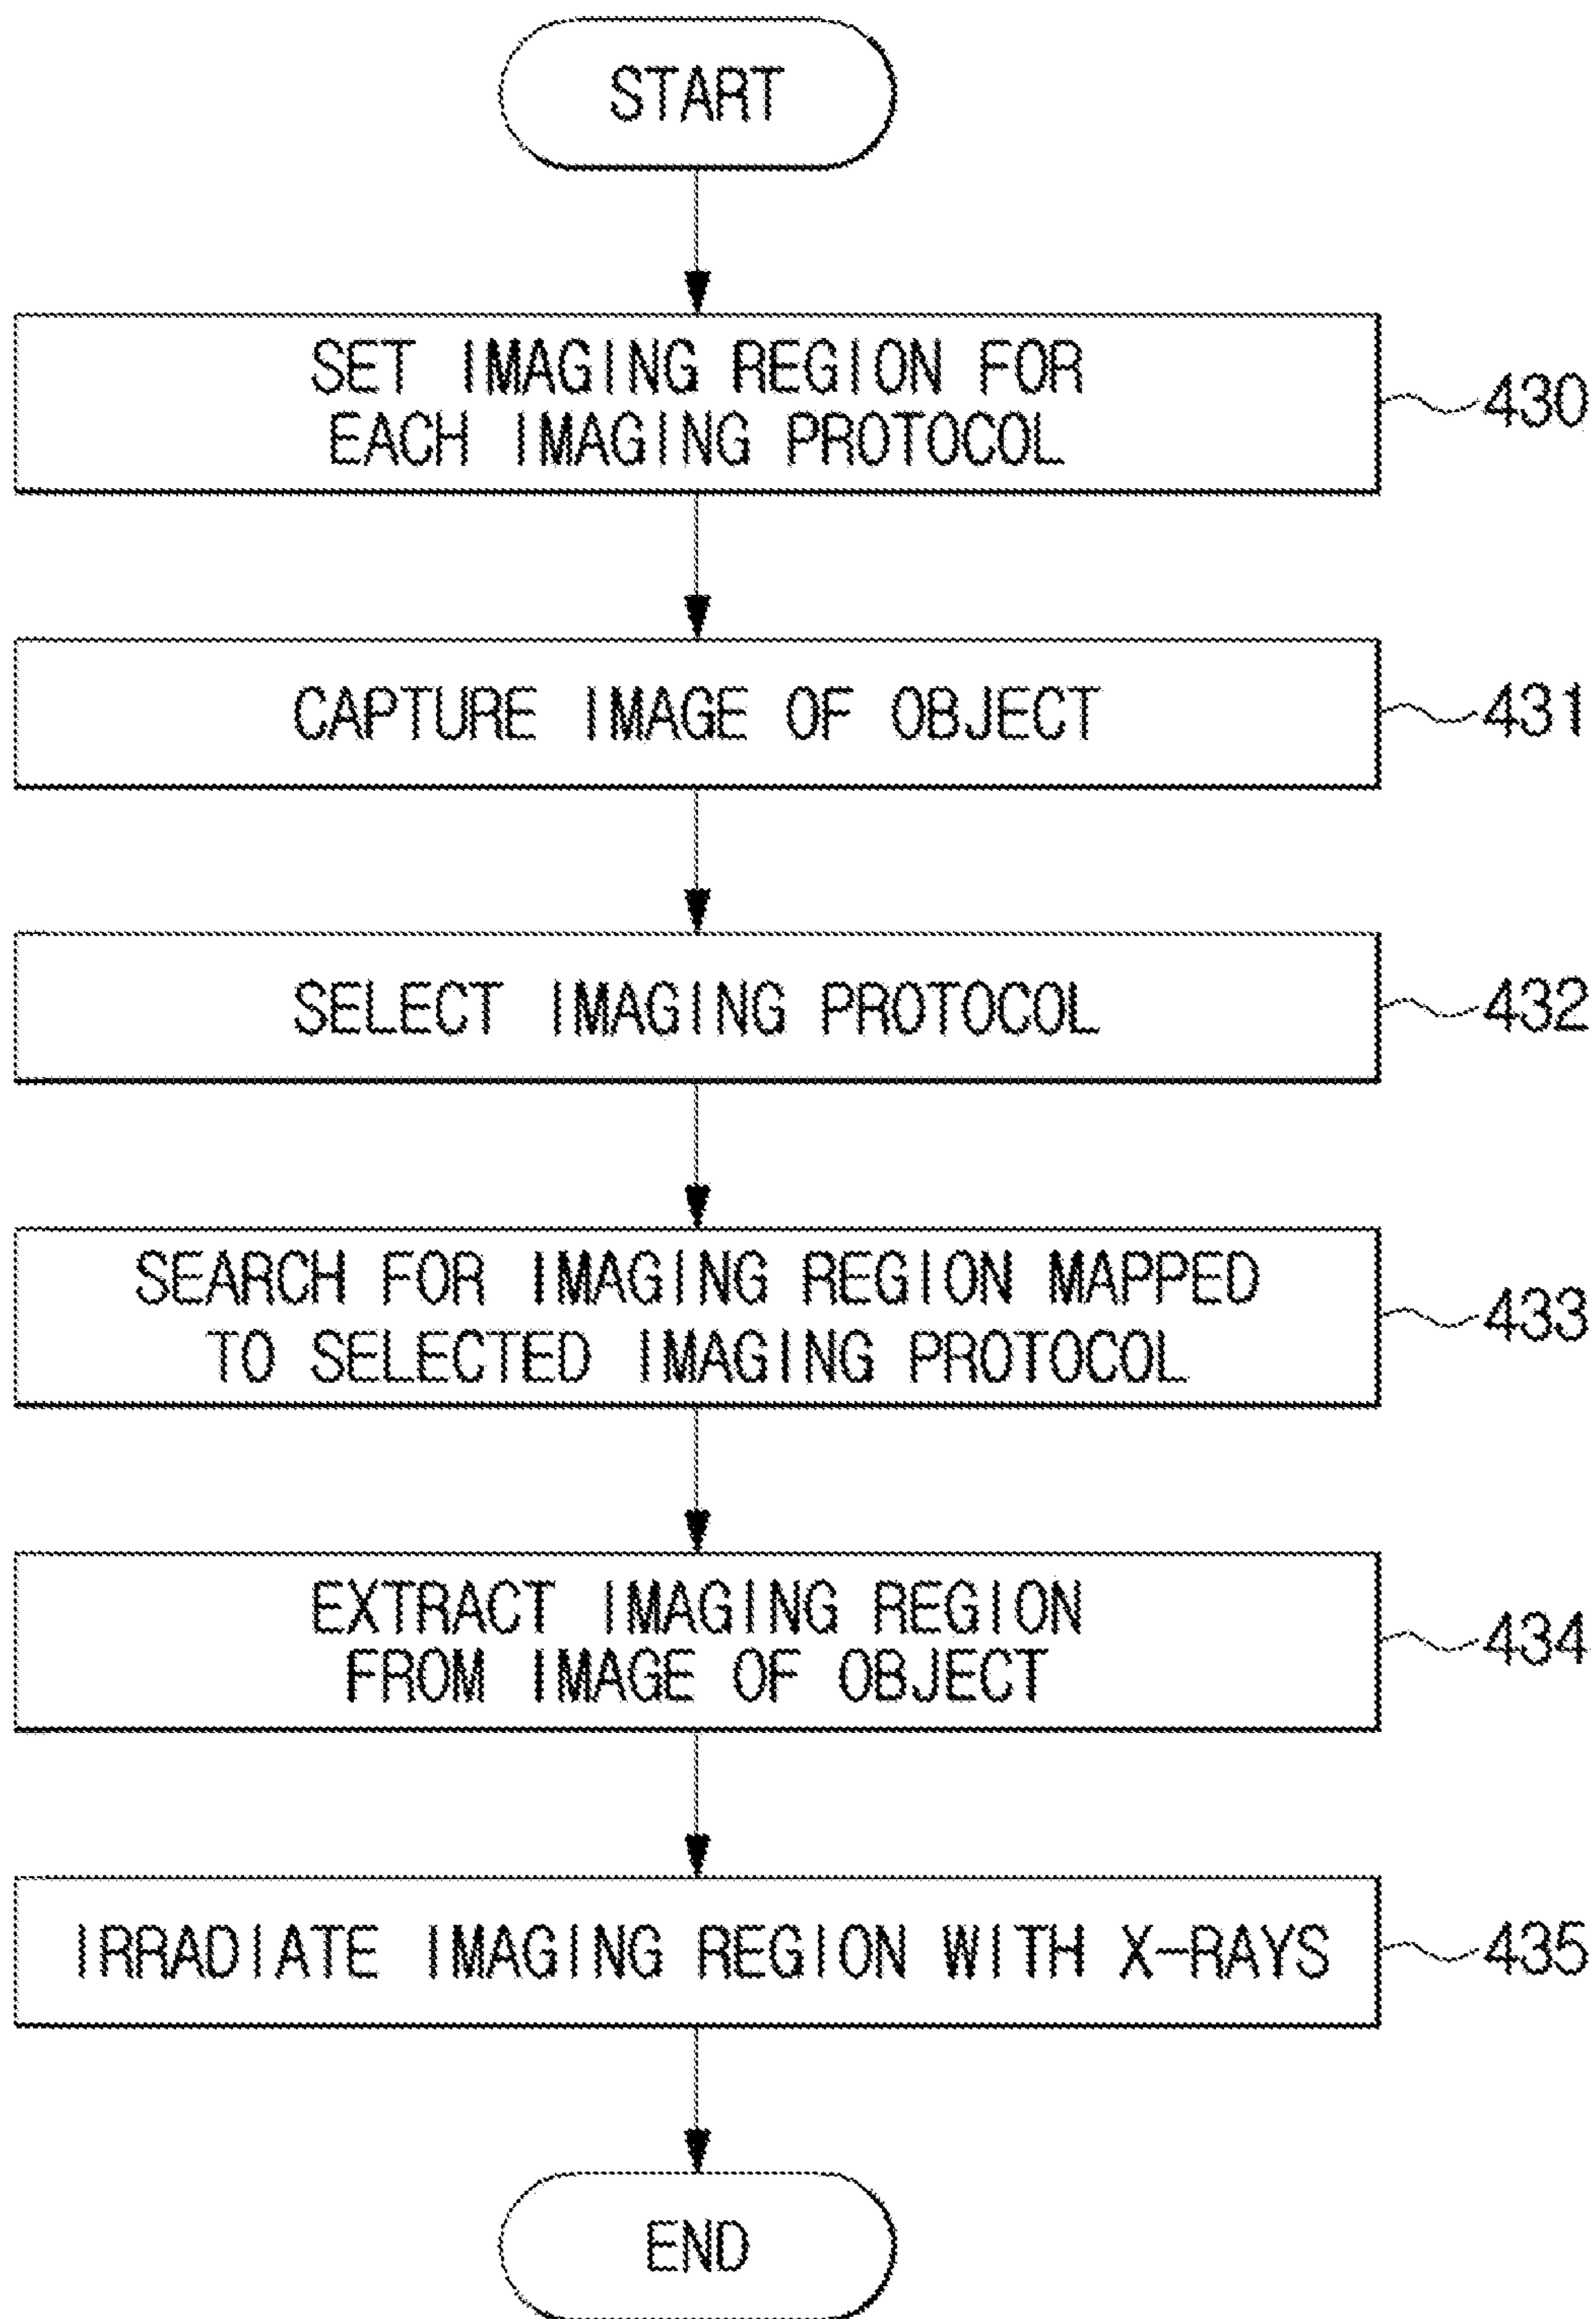 START
SET IMAGING REGION FOR
EACH IMAGING PROTOCOL
430
CAPTURE IMAGE OF OBJECT
431
SELECT IMAGING PROTOCOL
432
SEARCH FOR IMAGING REGION MAPPED
TO SELECTED IMAGING PROTOCOL
433
EXTRACT IMAGING REGION
FROM IMAGE OF OBJECT
434
IRRADIATE IMAGING REGION WITH X-RAYS
435
END